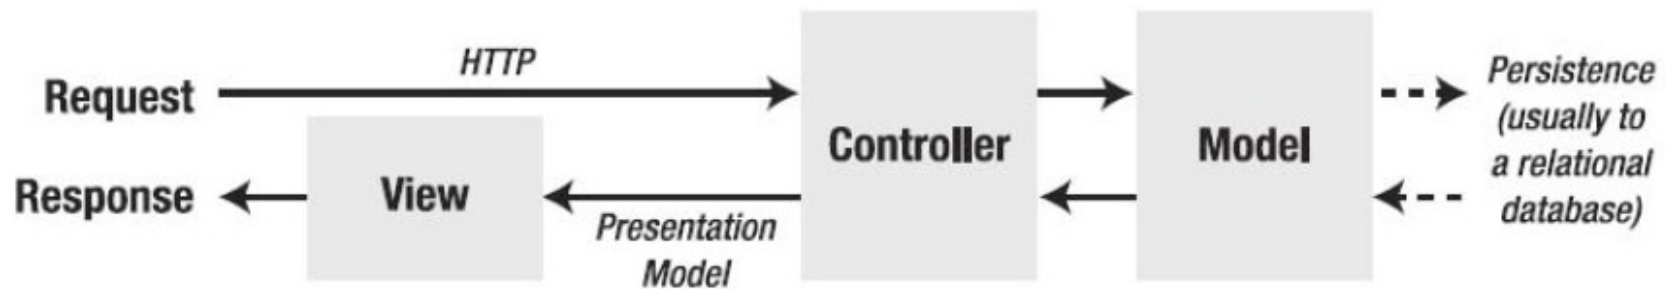 HTTP
Request
Controller
Model
Persistence
(usually to
a relational
database)
Response
View
Presentation
Model